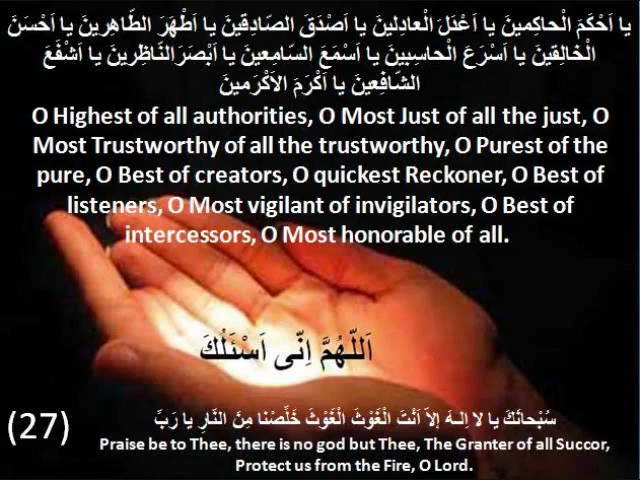 يا اَحْكَمَ الْحاكِمينَ يا اَعْدَلَ الْعادِلينَ يا اَصْدَقَ الصّادِقينَ يا اَطْهَرَ الطّاهِرينَ يا اَحْسَنَ
الْخالِقينَ يا اَسْرَعَ الْحاسِبينَ يا اَسْمَعَ السّامِعينَ يا اَبْصَرَ النّاظِرينَ يا اَشْفَعَ
الشّافِعينَ يا اَكْرَمَ الاَكْرَمينَ
O Highest of all authorities, O Most Just of all the just, O
Most Trustworthy of all the trustworthy, O Purest of the
pure, O Best of creators, O quickest Reckoner, O Best of
listeners, O Most vigilant of invigilators, O Best of
intercessors, O Most honorable of all.
اَللّهُمَّ اِنّى اَسْئَلُكَ
(27)
سُبْحانَكَ يا لا اِلـهَ إلاّ اَنْتَ الْغَوْثَ الْغَوْثَ خَلِّصْنا مِنَ النّارِ يا رَبِّ
Praise be to Thee, there is no god but Thee, The Granter of all Succor,
Protect us from the Fire, O Lord.